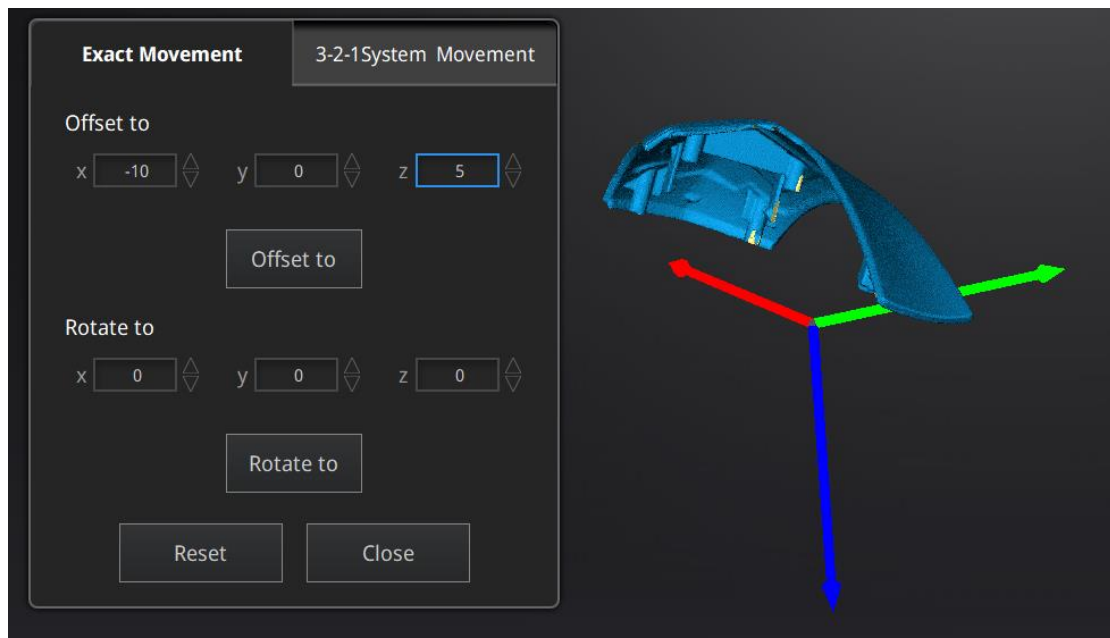 Exact Movement 3-2-1System Movement
Offset to
x -10 y 0 z 5
Offset to
Rotate to
x 0 y 0 z 0
Rotate to
Reset Close